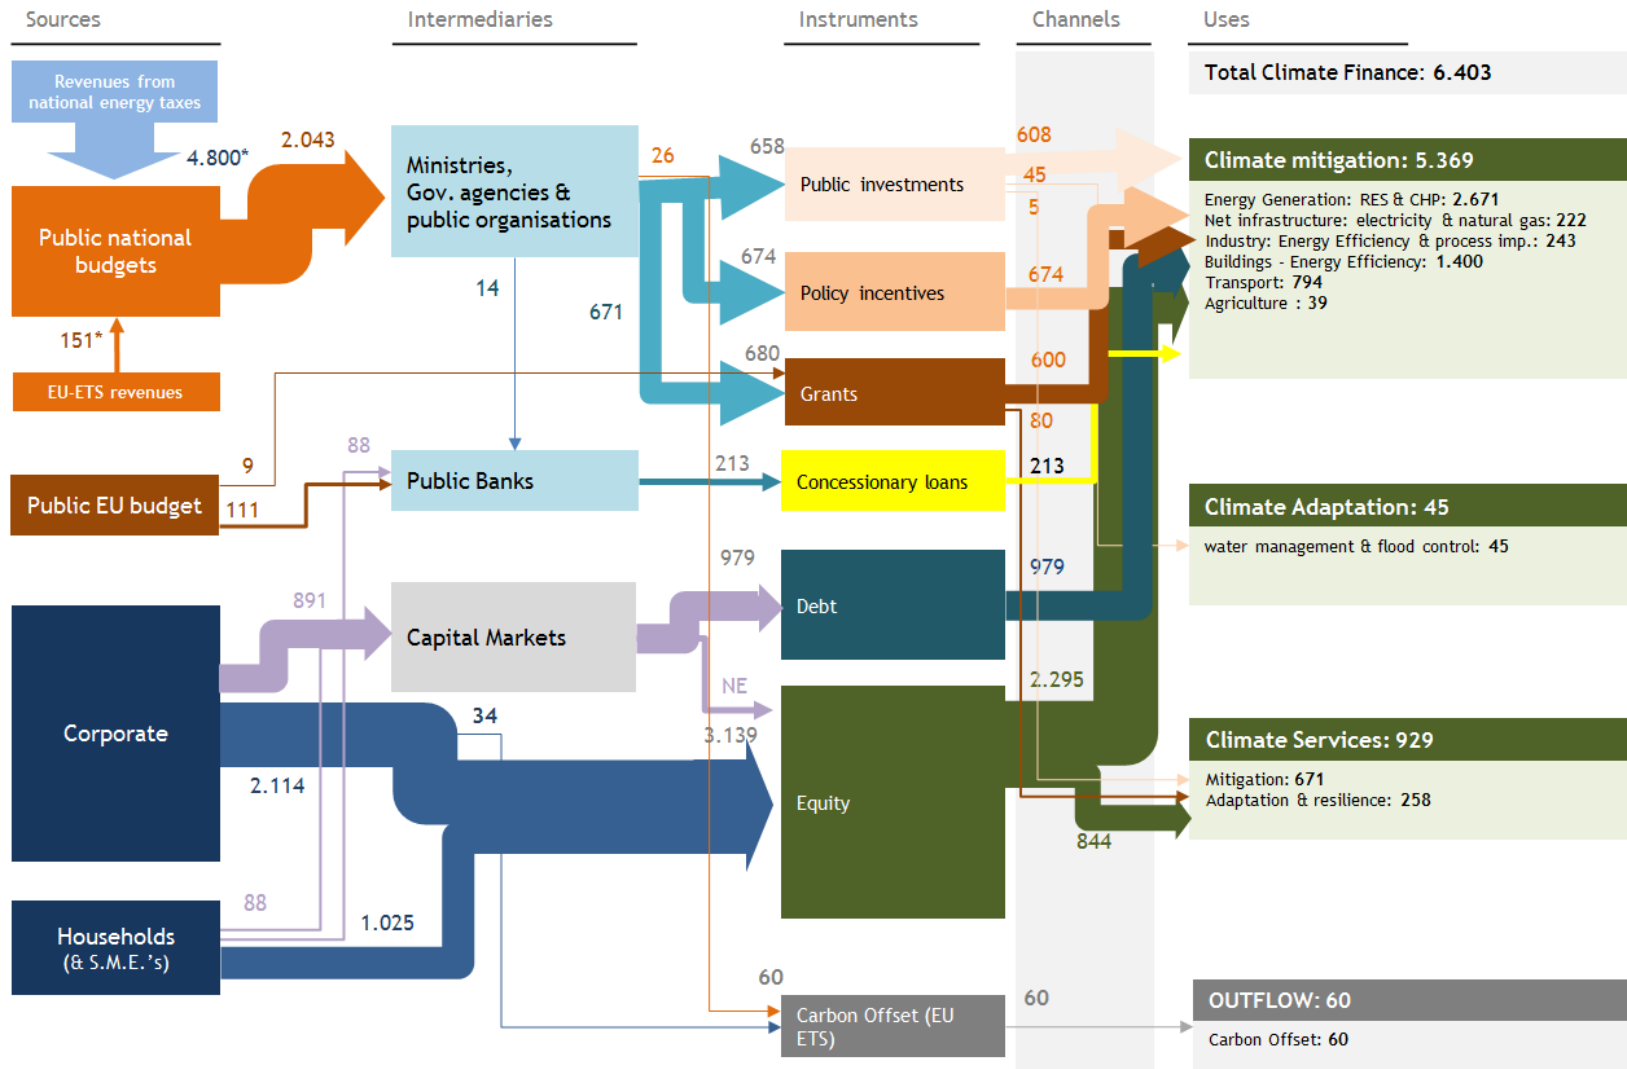 Sources
Intermediaries
Instruments
Channels
Uses
Total Climate Finance: 6.403
Revenues from
national energy taxes
4.800*
2.043
Public national
budgets
151*
EU-ETS revenues
9
Public EU budget
111
88
891
Corporate
2.114
34
88
1.025
Households
(& S.M.E.'s)
Ministries,
Gov. agencies &
public organisations
26
14
671
Public Banks
213
Capital Markets
979
NE
3.139
60
658
Public investments
674
Policy incentives
680
Grants
Concessionary loans
Debt
Equity
Carbon Offset (EU
ETS)
608
45
5
674
600
80
213
979
2.295
844
60
Climate mitigation: 5.369
Energy Generation: RES & CHP: 2.671
Net infrastructure: electricity & natural gas: 222
Industry: Energy Efficiency & process imp.: 243
Buildings - Energy Efficiency: 1.400
Transport: 794
Agriculture : 39
Climate Adaptation: 45
water management & flood control: 45
Climate Services: 929
Mitigation: 671
Adaptation & resilience: 258
OUTFLOW: 60
Carbon Offset: 60